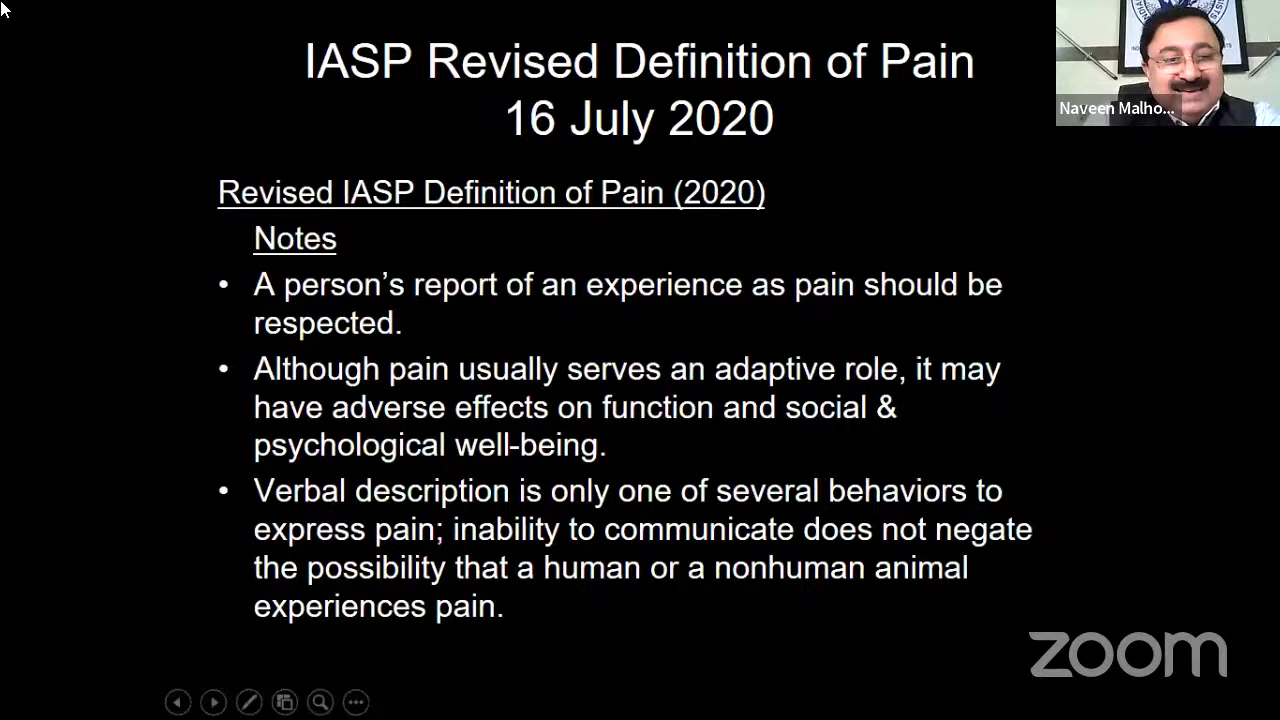 IASP Revised Definition of Pain
16 July 2020
Naveen Malho...
Revised IASP Definition of Pain (2020)
Notes
• A person's report of an experience as pain should be
respected.
• Although pain usually serves an adaptive role, it may
have adverse effects on function and social &
psychological well-being.
• Verbal description is only one of several behaviors to
express pain; inability to communicate does not negate
the possibility that a human or a nonhuman animal
experiences pain.
zoom